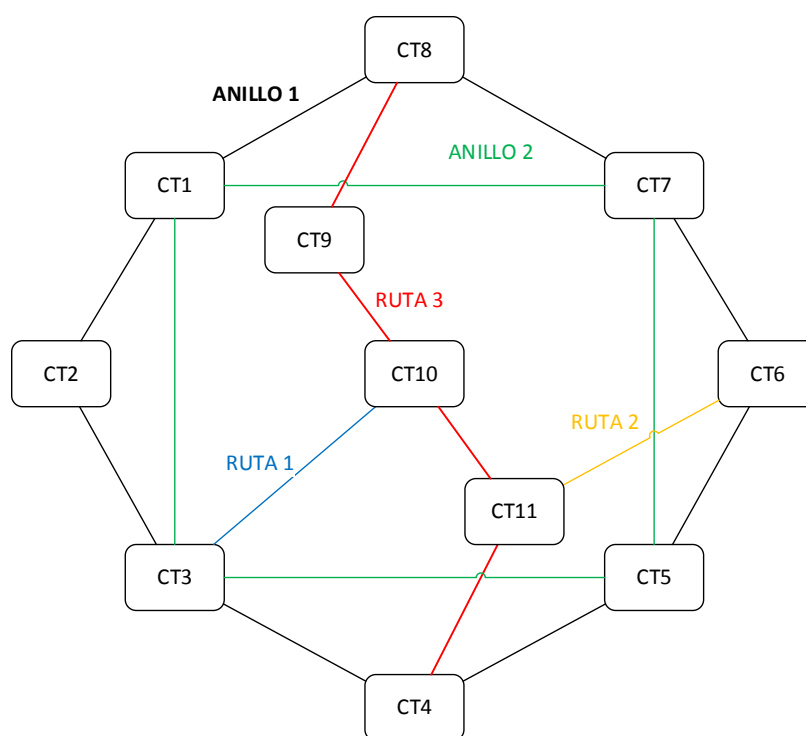 CT8
ANILLO 1
ANILLO 2
CT1
CT7
CT9
RUTA 3
CT2
CT10
CT6
RUTA 2
RUTA 1
CT11
CT3
CT5
CT4